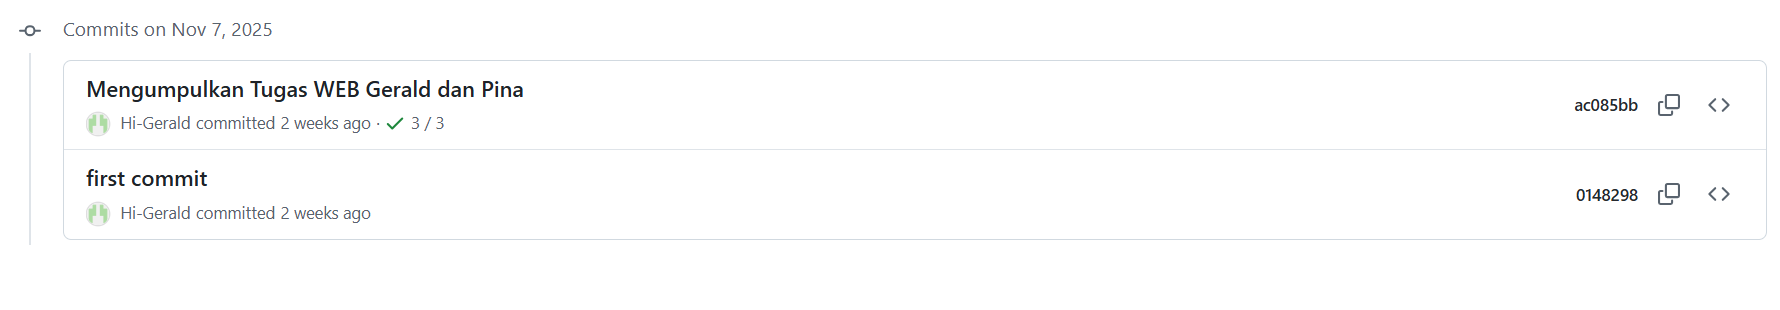 Commits on Nov 7, 2025
Mengumpulkan Tugas WEB Gerald dan Pina
Hi-Gerald committed 2 weeks ago · ✓ 3 / 3
ac085bb
first commit
Hi-Gerald committed 2 weeks ago
0148298